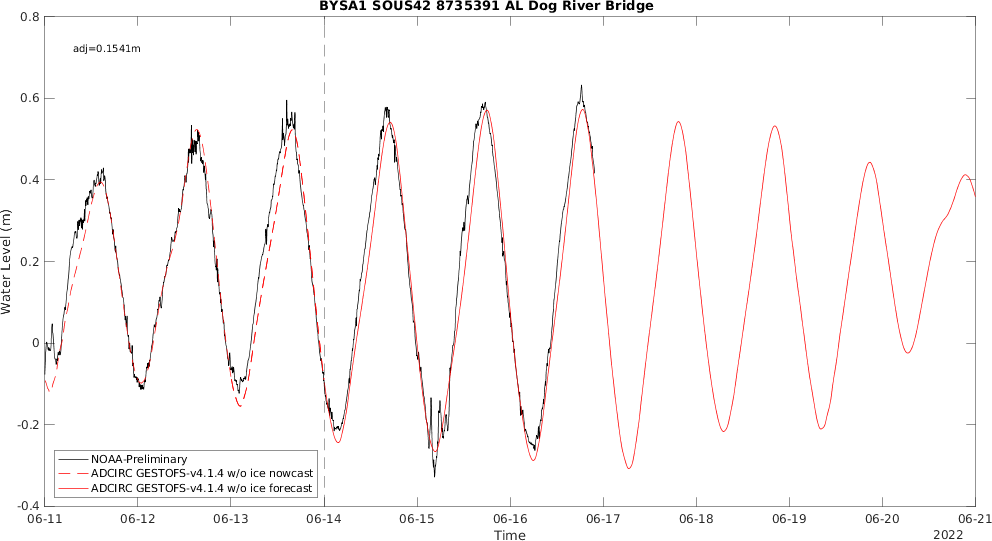 BYSA1 SOUS42 8735391 AL Dog River Bridge
adj=0.1541m
Water Level (m)
0.8
0.6
0.4
0.2
0
-0.2
-0.4
NOAA-Preliminary
ADCIRC GESTOFS-v4.1.4 w/o ice nowcast
ADCIRC GESTOFS-v4.1.4 w/o ice forecast
06-11 06-12 06-13 06-14 06-15 06-16 06-17 06-18 06-19 06-20 06-21
Time
2022